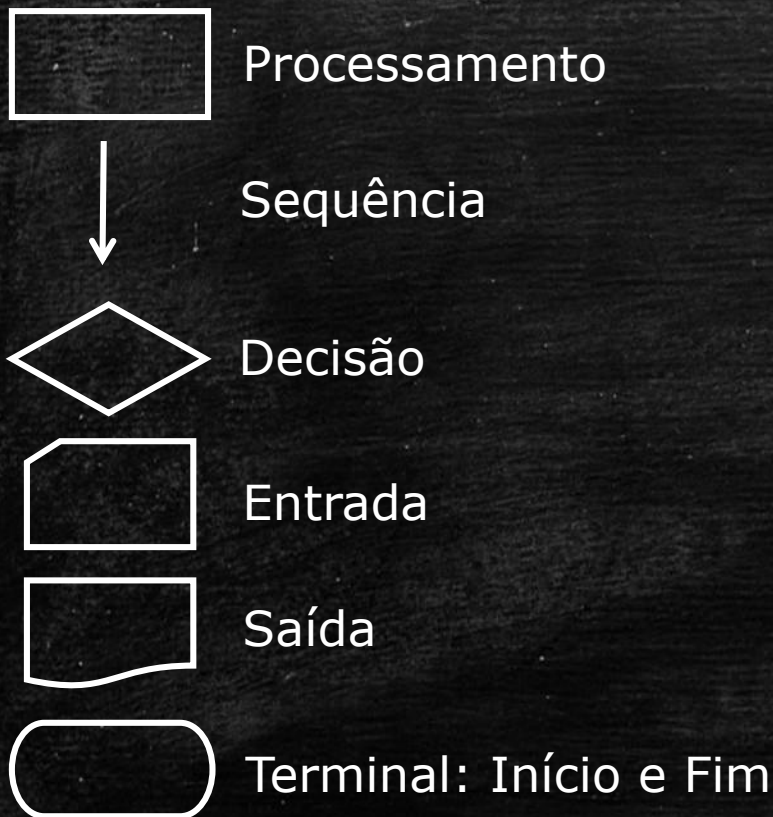 Processamento
Sequência
Decisão
Entrada
Saída
Terminal: Início e Fim